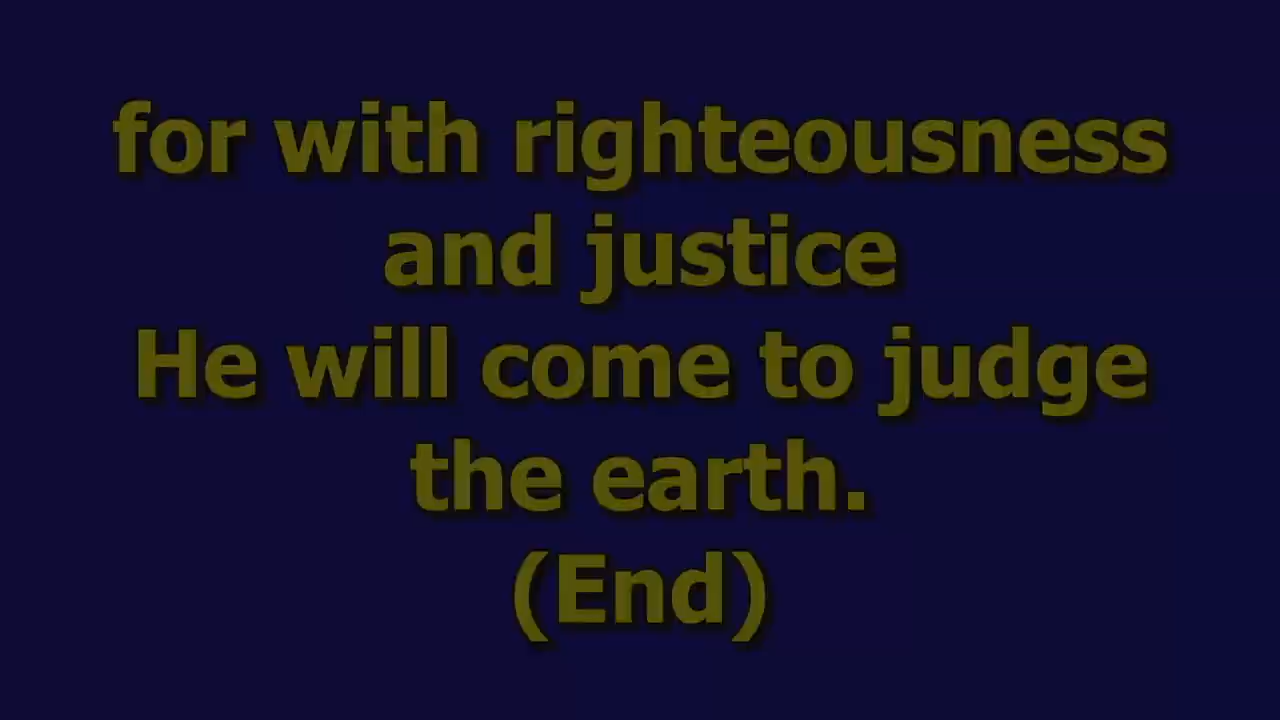 for with righteousness
and justice
He will come to judge
the earth.
(End)